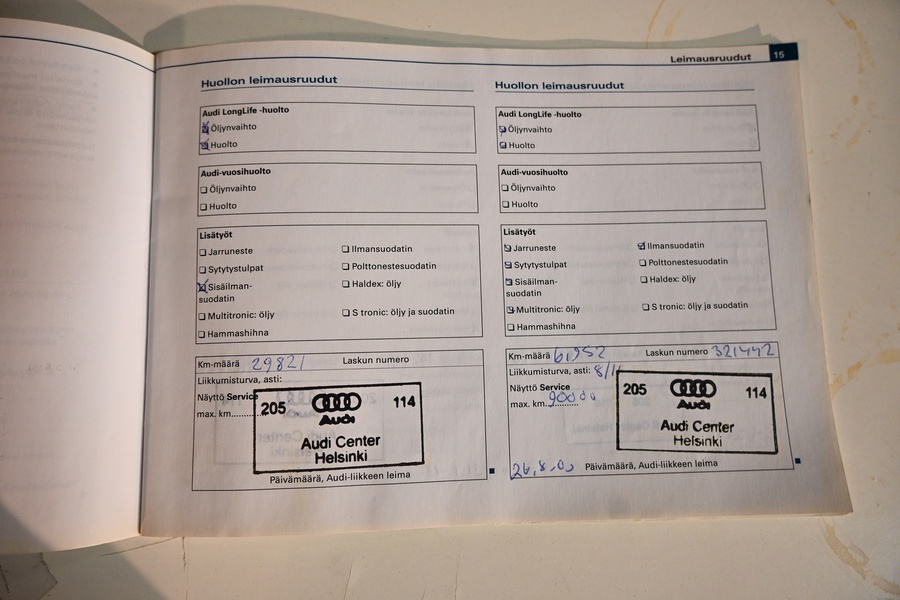 Leimausruudut 15
Huollon leimausruudut
Audi LongLife -huolto
Öljynvaihto
Huolto
Audi-vuosihuolto
Öljynvaihto
Huolto
Lisätyöt
Jarruneste
Ilmansuodatin
Sytytystulpat
Polttonestesuodatin
Sisäilman-
suodatin
Haldex: öljy
Multitronic: öljy
S tronic: öljy ja suodatin
Hammashihna
Km-määrä 29821
Laskun numero
Liikkumisturva, asti:
Näyttö Service
max. km
205 Audi 114
Audi Center
Helsinki
Päivämäärä, Audi-liikkeen leima
Huollon leimausruudut
Audi LongLife -huolto
Öljynvaihto
Huolto
Audi-vuosihuolto
Öljynvaihto
Huolto
Lisätyöt
Jarruneste
Ilmansuodatin
Sytytystulpat
Polttonestesuodatin
Sisäilman-
suodatin
Haldex: öljy
Multitronic: öljy
S tronic: öljy ja suodatin
Hammashihna
Km-määrä 61952
Laskun numero 321442
Liikkumisturva, asti:
Näyttö Service
max. km 90000
205 Audi 114
Audi Center
Helsinki
Päivämäärä, Audi-liikkeen leima